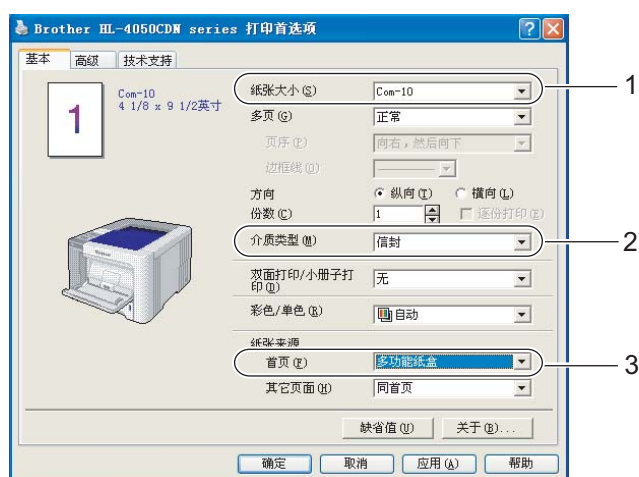 Brother HL-4050CDN series 打印首选项
基本 高级 技术支持
Com-10
4 1/8 x 9 1/2英寸
1
纸张大小(S) Com-10 1
多页(G) 正常
页序(P) 向右，然后向下
边框线(O)
方向 纵向(T) 横向(L)
份数(C) 1 逐份打印(E)
介质类型(M) 信封 2
双面打印/小册子打
印(D) 无
彩色/单色(R) 自动
纸张来源
首页(F) 多功能纸盒 3
其它页面(H) 同首页
缺省值(U) 关于(B)...
确定 取消 应用(A) 帮助